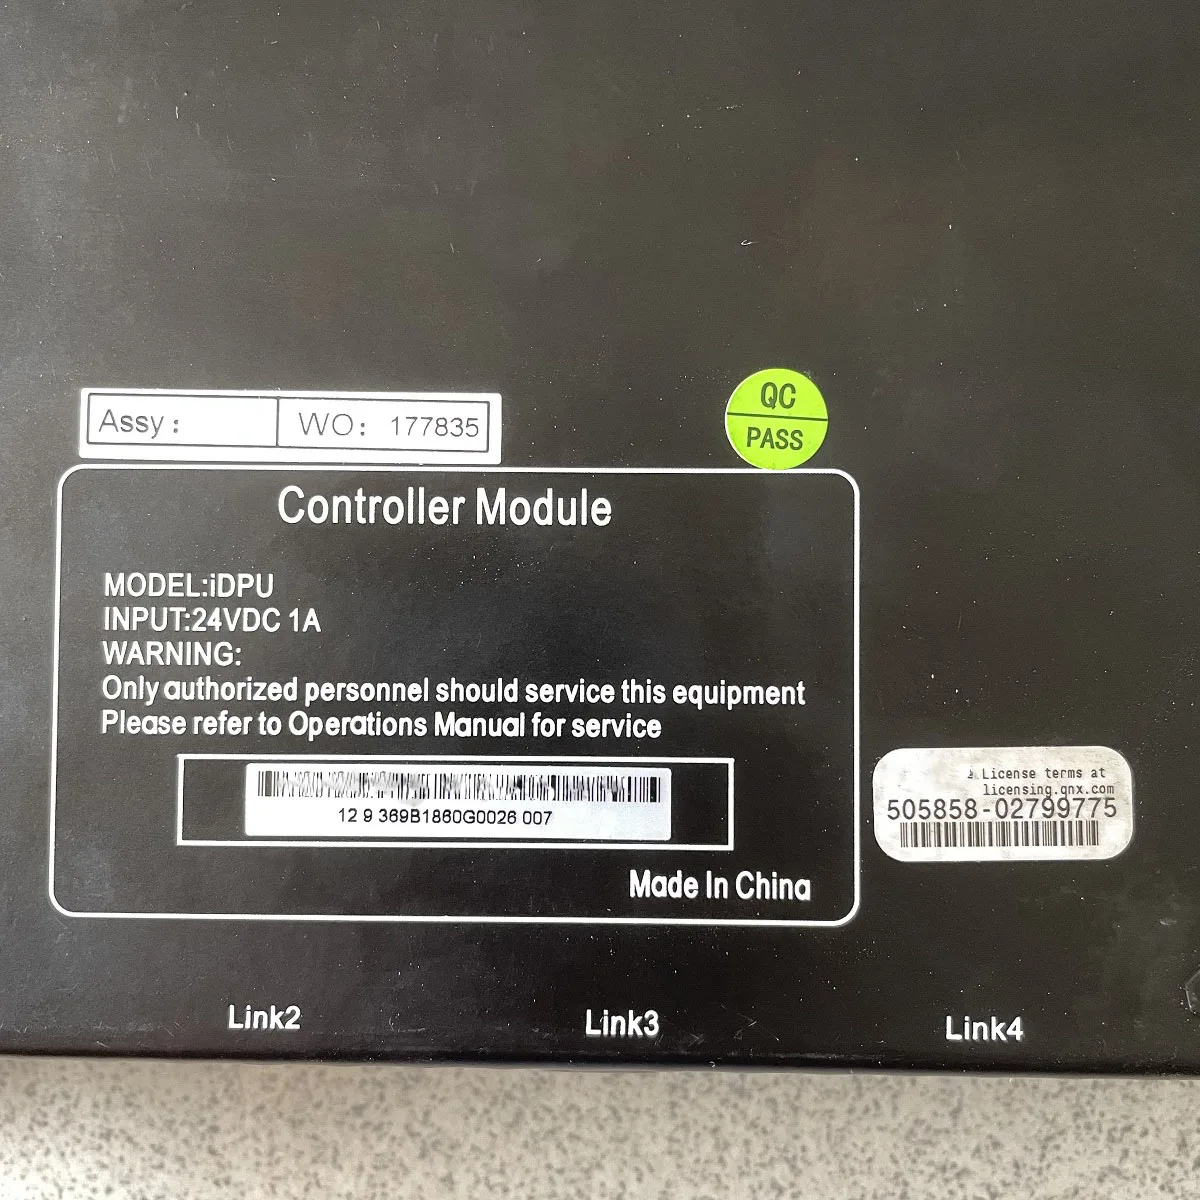 Assy : WO: 177835
QC
PASS
Controller Module
MODEL:iDPU
INPUT:24VDC 1A
WARNING:
Only authorized personnel should service this equipment
Please refer to Operations Manual for service
12 9 369B1860G0026 007
License terms at
licensing.qnx.com
505858-02799775
Made In China
Link2
Link3
Link4